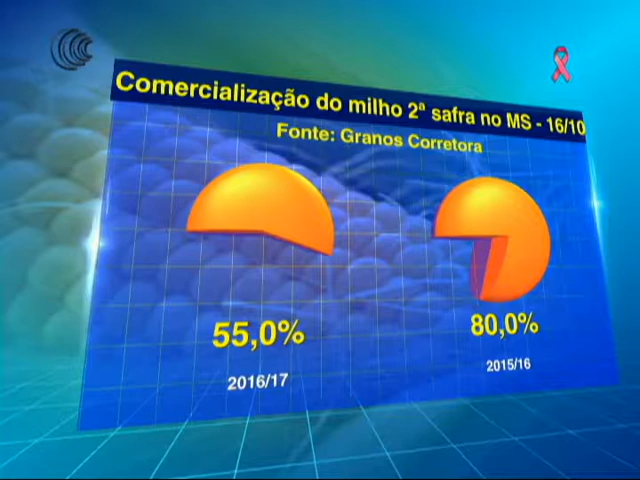 Comercialização do milho 2ª safra no MS - 16/10
Fonte: Granos Corretora
55,0%
80,0%
2016/17
2015/16